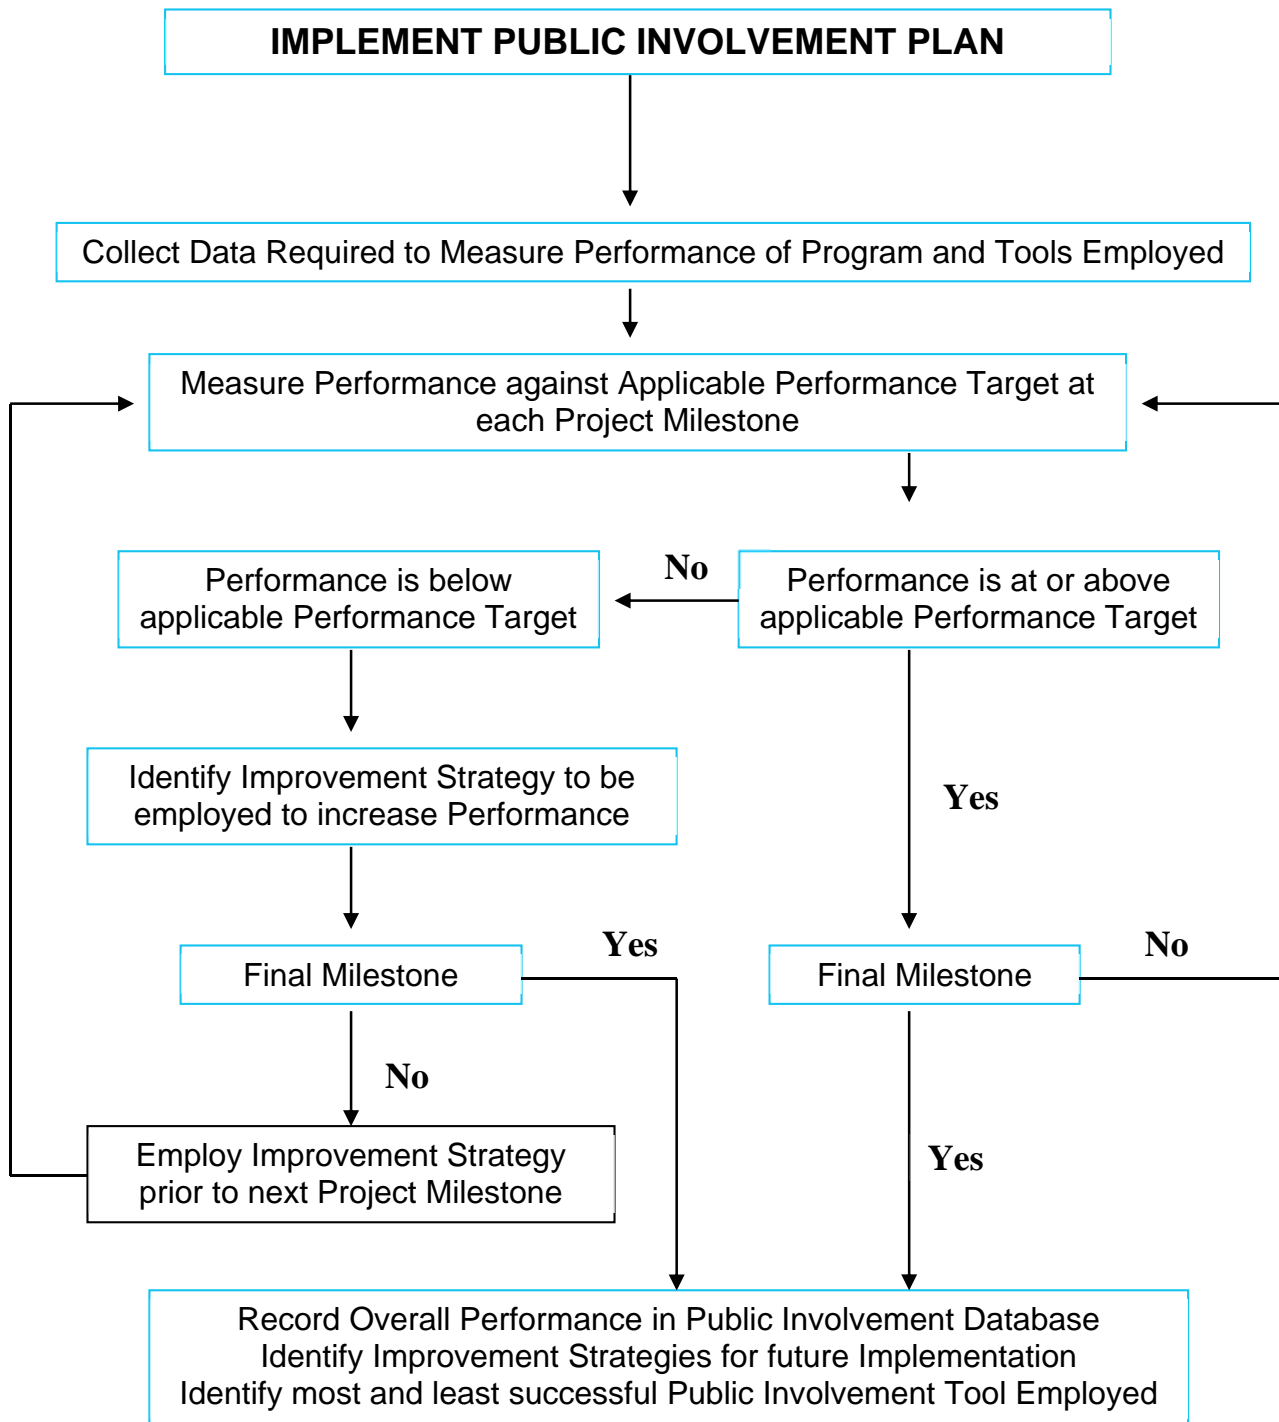 IMPLEMENT PUBLIC INVOLVEMENT PLAN
Collect Data Required to Measure Performance of Program and Tools Employed
Measure Performance against Applicable Performance Target at
each Project Milestone
No
Performance is below
applicable Performance Target
Performance is at or above
applicable Performance Target
Identify Improvement Strategy to be
employed to increase Performance
Yes
Yes
No
Final Milestone
Final Milestone
No
Employ Improvement Strategy
prior to next Project Milestone
Yes
Record Overall Performance in Public Involvement Database
Identify Improvement Strategies for future Implementation
Identify most and least successful Public Involvement Tool Employed